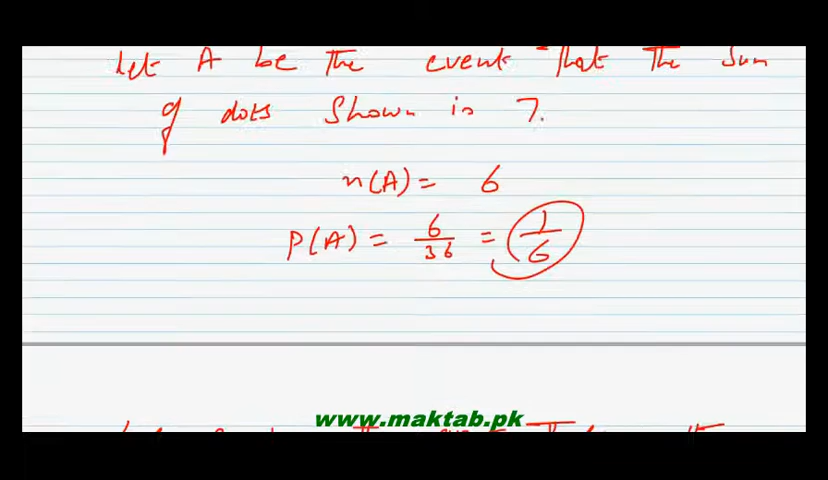 Let A be the event that the Sum
of dots Shown is 7.
n(A) = 6
P(A) = 6/36 = 1/6
www.maktab.pk